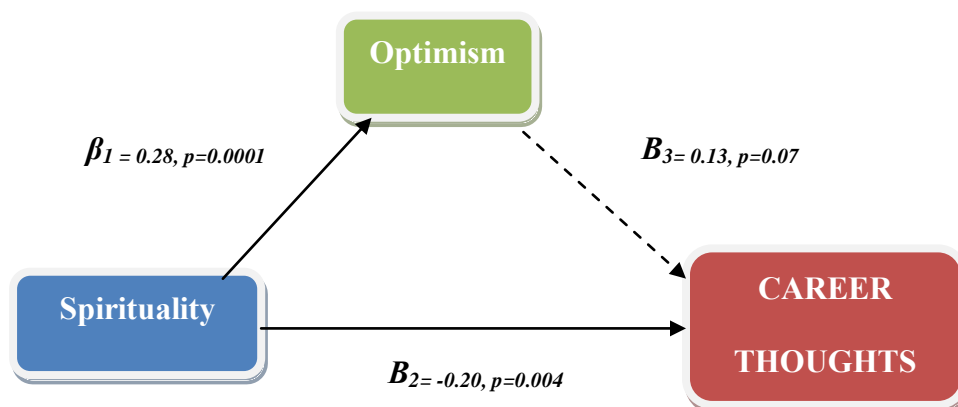 Optimism
β1 = 0.28, p=0.0001
B3= 0.13, p=0.07
Spirituality
CAREER
THOUGHTS
B2= -0.20, p=0.004